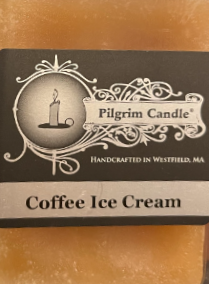 Pilgrim Candle®
Handcrafted in Westfield, MA
Coffee Ice Cream